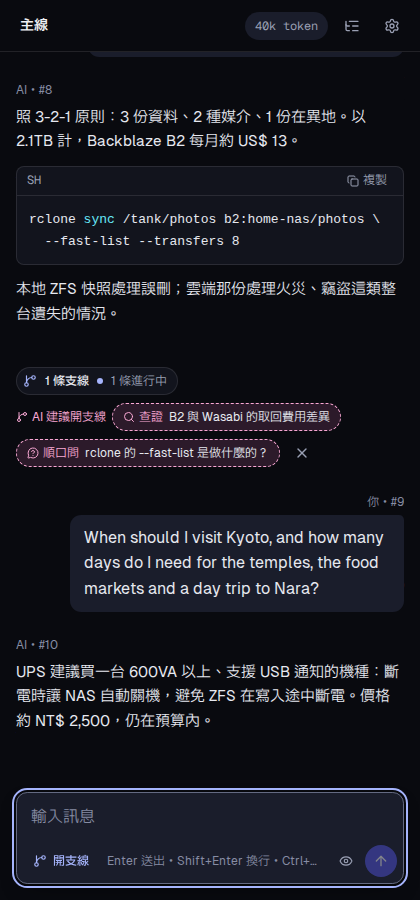 主線
40k token
AI • #8
照 3-2-1 原則：3 份資料、2 種媒介、1 份在異地。以
2.1TB 計，Backblaze B2 每月約 US$ 13。
SH
複製
rclone sync /tank/photos b2:home-nas/photos \
--fast-list --transfers 8
本地 ZFS 快照處理誤刪；雲端那份處理火災、竊盜這類整
台遺失的情況。
1 條支線 • 1 條進行中
AI 建議開支線 查證 B2 與 Wasabi 的取回費用差異
順口問 rclone 的 --fast-list 是做什麼的？
你 • #9
When should I visit Kyoto, and how many
days do I need for the temples, the food
markets and a day trip to Nara?
AI • #10
UPS 建議買一台 600VA 以上、支援 USB 通知的機種：斷
電時讓 NAS 自動關機，避免 ZFS 在寫入途中斷電。價格
約 NT$ 2,500，仍在預算內。
輸入訊息
開支線 Enter 送出 • Shift+Enter 換行 • Ctrl+...